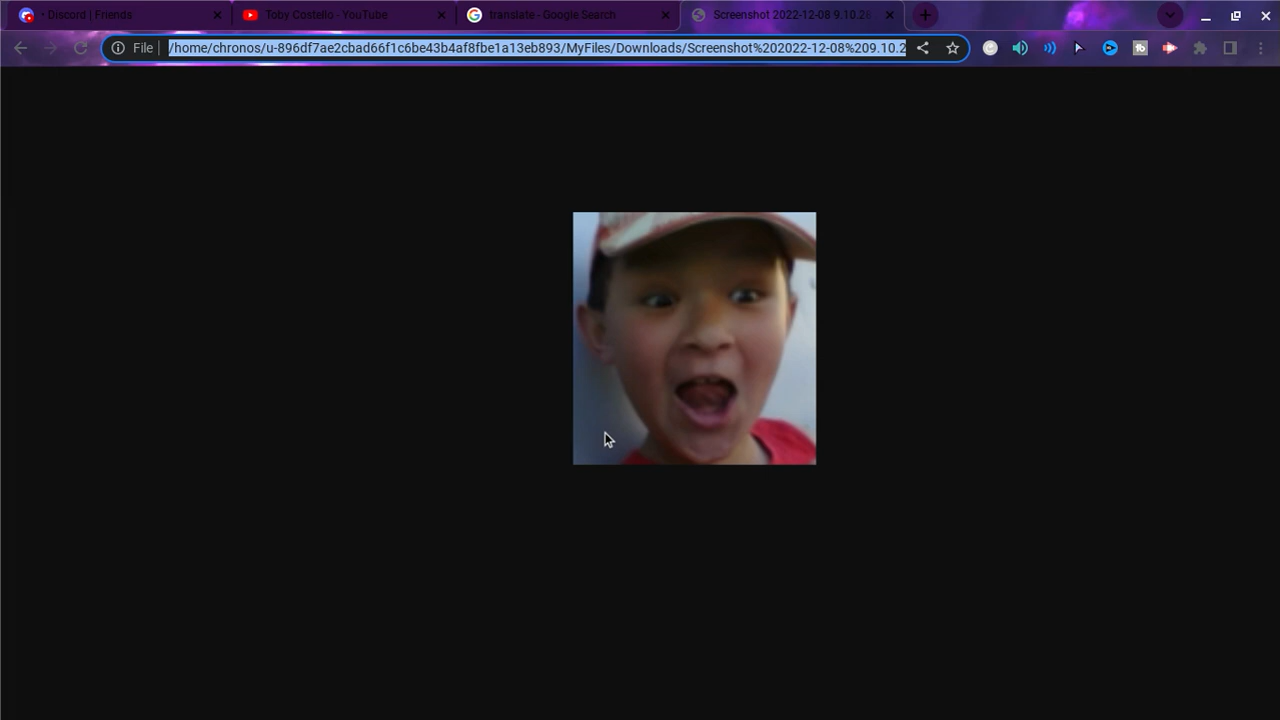 • Discord | Friends
Toby Costello - YouTube
translate - Google Search
Screenshot 2022-12-08 9.10.28
File
/home/chronos/u-896df7ae2cbad66f1c6be43b4af8fbe1a13eb893/MyFiles/Downloads/Screenshot%202022-12-08%209.10.2